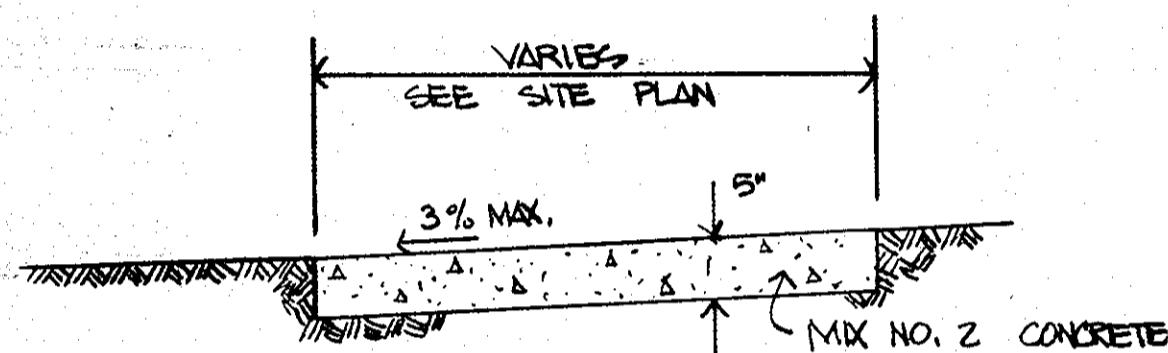 VARIES
SEE SITE PLAN
5"
3% MAX.
MIX NO. 2 CONCRETE